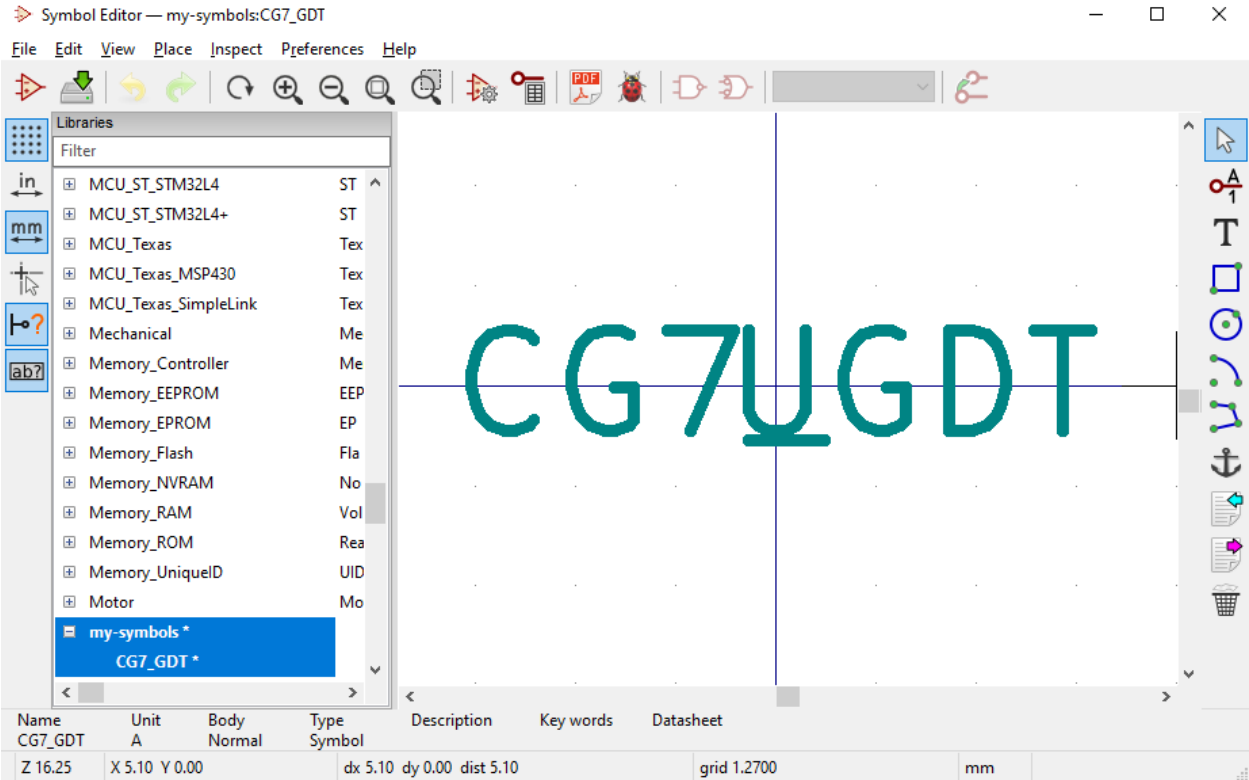 Symbol Editor — my-symbols:CG7_GDT
File Edit View Place Inspect Preferences Help
PDF
Libraries
Filter
in
mm
ab?
MCU_ST_STM32L4 ST
MCU_ST_STM32L4+ ST
MCU_Texas Tex
MCU_Texas_MSP430 Tex
MCU_Texas_SimpleLink Tex
Mechanical Me
Memory_Controller Me
Memory_EEPROM EEP
Memory_EPROM EP
Memory_Flash Fla
Memory_NVRAM No
Memory_RAM Vol
Memory_ROM Rea
Memory_UniqueID UID
Motor Mo
my-symbols *
CG7_GDT *
CG7_GDT
U
A
1
T
Name Unit Body Type Description Key words Datasheet
CG7_GDT A Normal Symbol
Z 16.25 X 5.10 Y 0.00 dx 5.10 dy 0.00 dist 5.10 grid 1.2700 mm